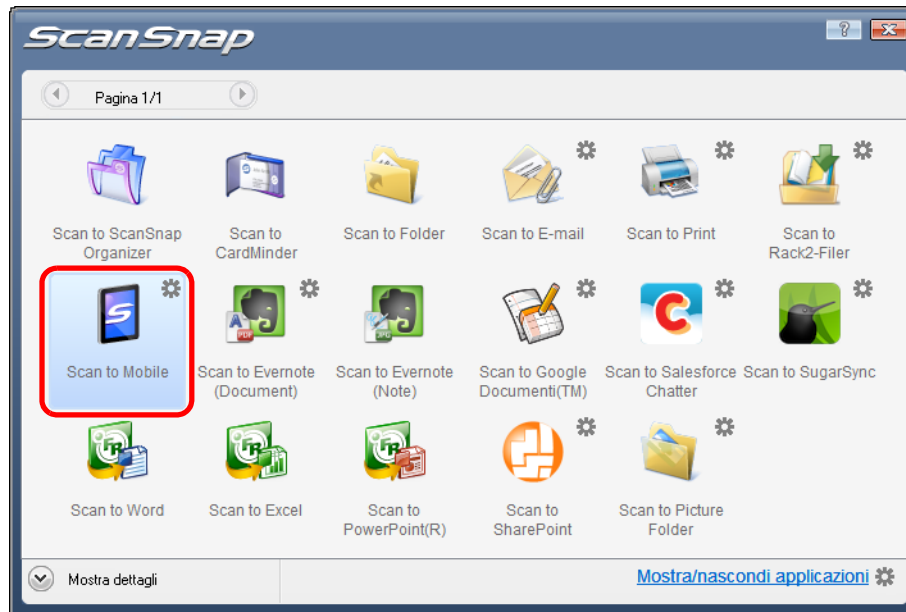 ScanSnap
Pagina 1/1
Scan to ScanSnap
Organizer
Scan to
CardMinder
Scan to Folder
Scan to E-mail
Scan to Print
Scan to
Rack2-Filer
Scan to Mobile
Scan to Evernote
(Document)
Scan to Evernote
(Note)
Scan to Google
Documenti(TM)
Scan to Salesforce
Chatter
Scan to SugarSync
Scan to Word
Scan to Excel
Scan to
PowerPoint(R)
Scan to
SharePoint
Scan to Picture
Folder
Mostra dettagli
Mostra/nascondi applicazioni